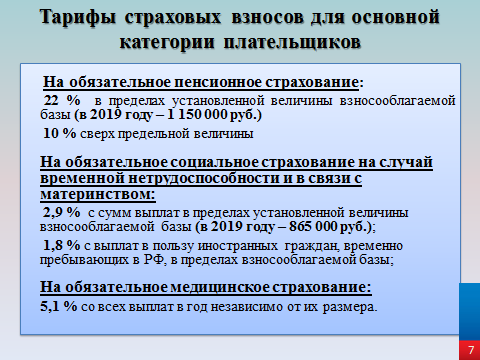 Тарифы страховых взносов для основной
категории плательщиков
На обязательное пенсионное страхование:
22 % в пределах установленной величины взносооблагаемой
базы (в 2019 году – 1 150 000 руб.)
10 % сверх предельной величины
На обязательное социальное страхование на случай
временной нетрудоспособности и в связи с
материнством:
2,9 % с сумм выплат в пределах установленной величины
взносооблагаемой базы (в 2019 году – 865 000 руб.);
1,8 % с выплат в пользу иностранных граждан, временно
пребывающих в РФ, в пределах взносооблагаемой базы;
На обязательное медицинское страхование:
5,1 % со всех выплат в год независимо от их размера.
7